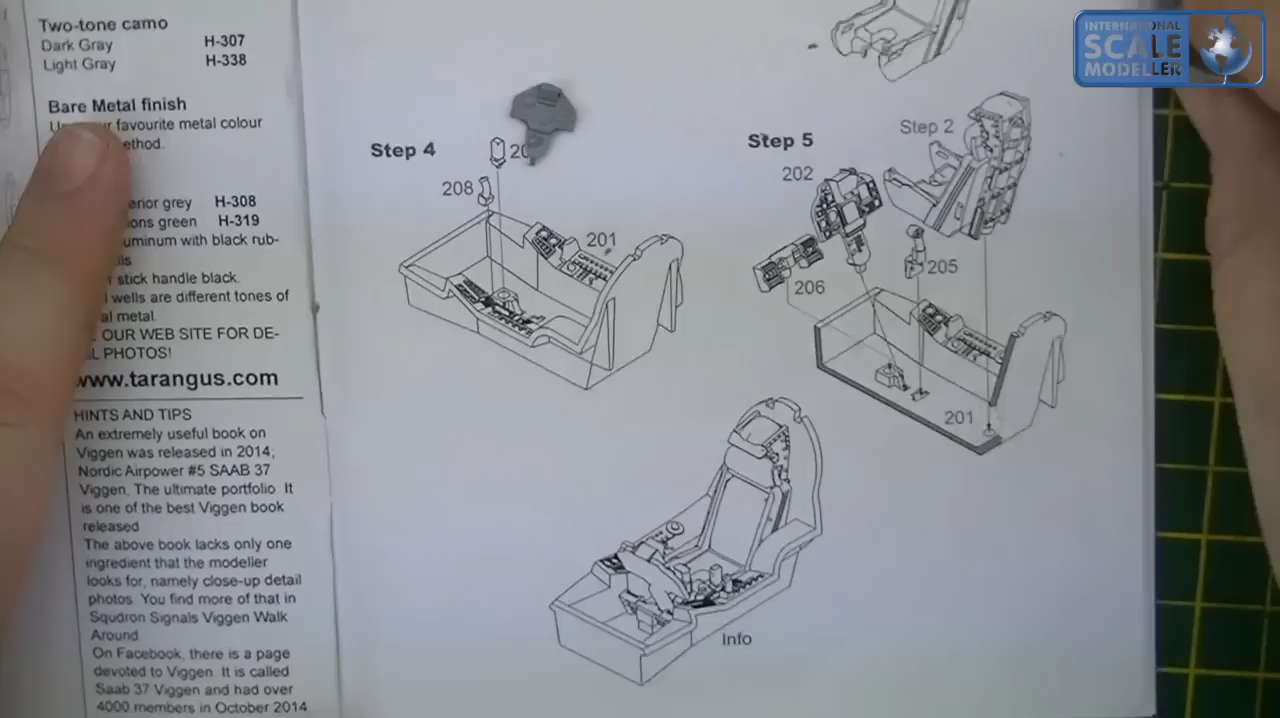 Two-tone camo
Dark Gray H-307
Light Gray H-338
Bare Metal finish
favourite metal colour
ethod.
erior grey H-308
ons green H-319
uminum with black rub-
ils
stick handle black.
wells are different tones of
al metal
OUR WEB SITE FOR DE-
L PHOTOS!
www.tarangus.com
HINTS AND TIPS
An extremely useful book on
Viggen was released in 2014,
Nordic Airpower #5 SAAB 37
Viggen, The ultimate portfolio It
is one of the best Viggen book
released
The above book lacks only one
ingredient that the modeller
looks for, namely close-up detail
photos. You find more of that in
Squdron Signals Viggen Walk
Around
On Facebook, there is a page
devoted to Viggen. It is called
Saab 37 Viggen and had over
4000 members in October 2014
Step 4
20
208
201
Step 5
Step 2
202
205
206
201
Info
INTERNATIONAL
SCALE
MODELLER